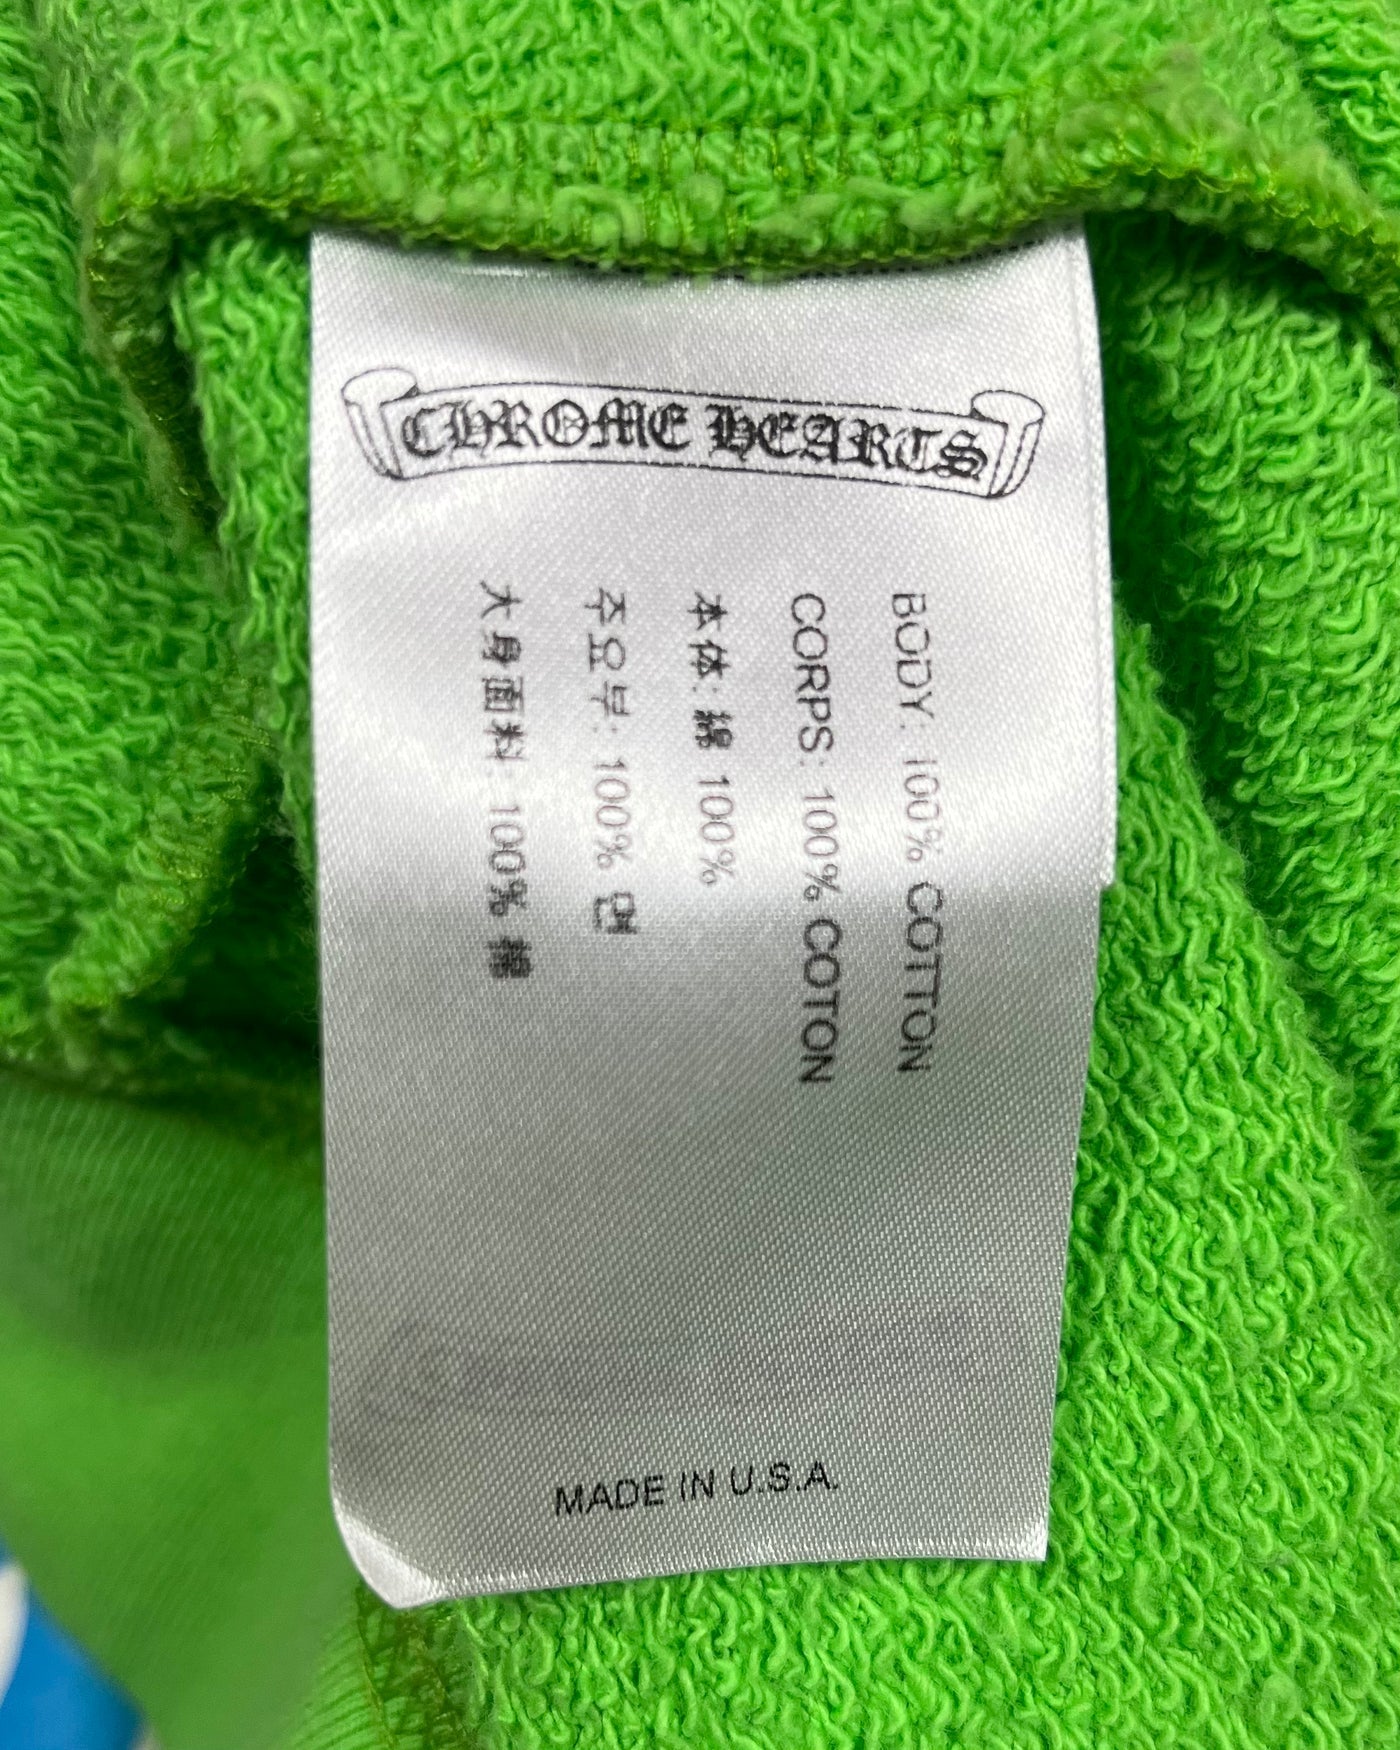 CHROME HEARTS
BODY: 100% COTTON
CORPS: 100% COTON
本体: 綿 100%
주요부: 100% 면
大身面料: 100% 棉
MADE IN U.S.A.